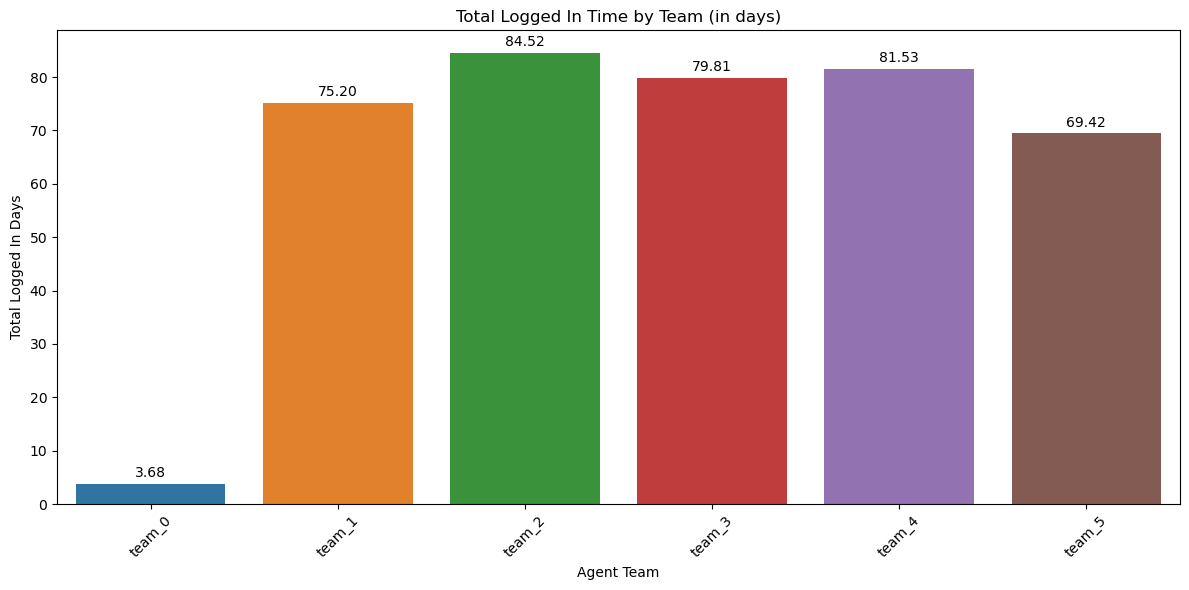 Total Logged In Time by Team (in days)
84.52
81.53
79.81
75.20
69.42
3.68
80
70
60
50
40
30
20
10
0
Total Logged In Days
team_0
team_1
team_2
team_3
team_4
team_5
Agent Team